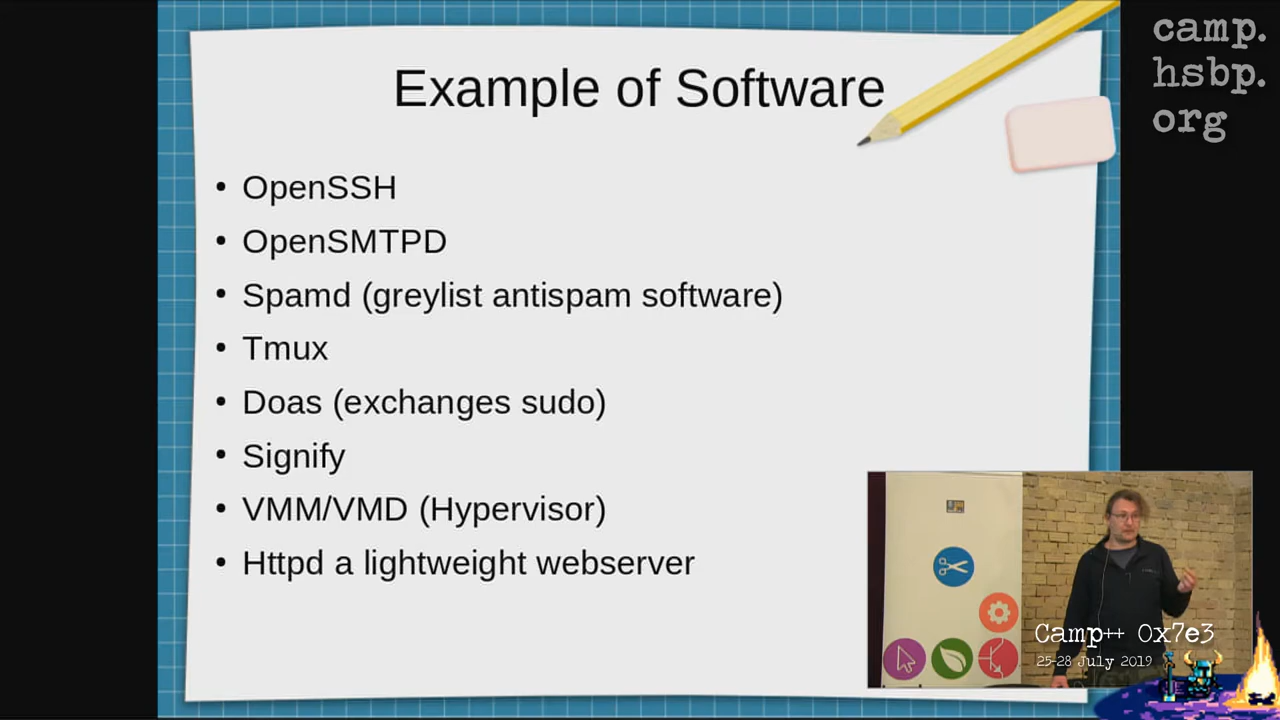 Example of Software
• OpenSSH
• OpenSMTPD
• Spamd (greylist antispam software)
• Tmux
• Doas (exchanges sudo)
• Signify
• VMM/VMD (Hypervisor)
• Httpd a lightweight webserver
camp.
hsbp.
org
Camp++ 0x7e3
25-28 July 2019